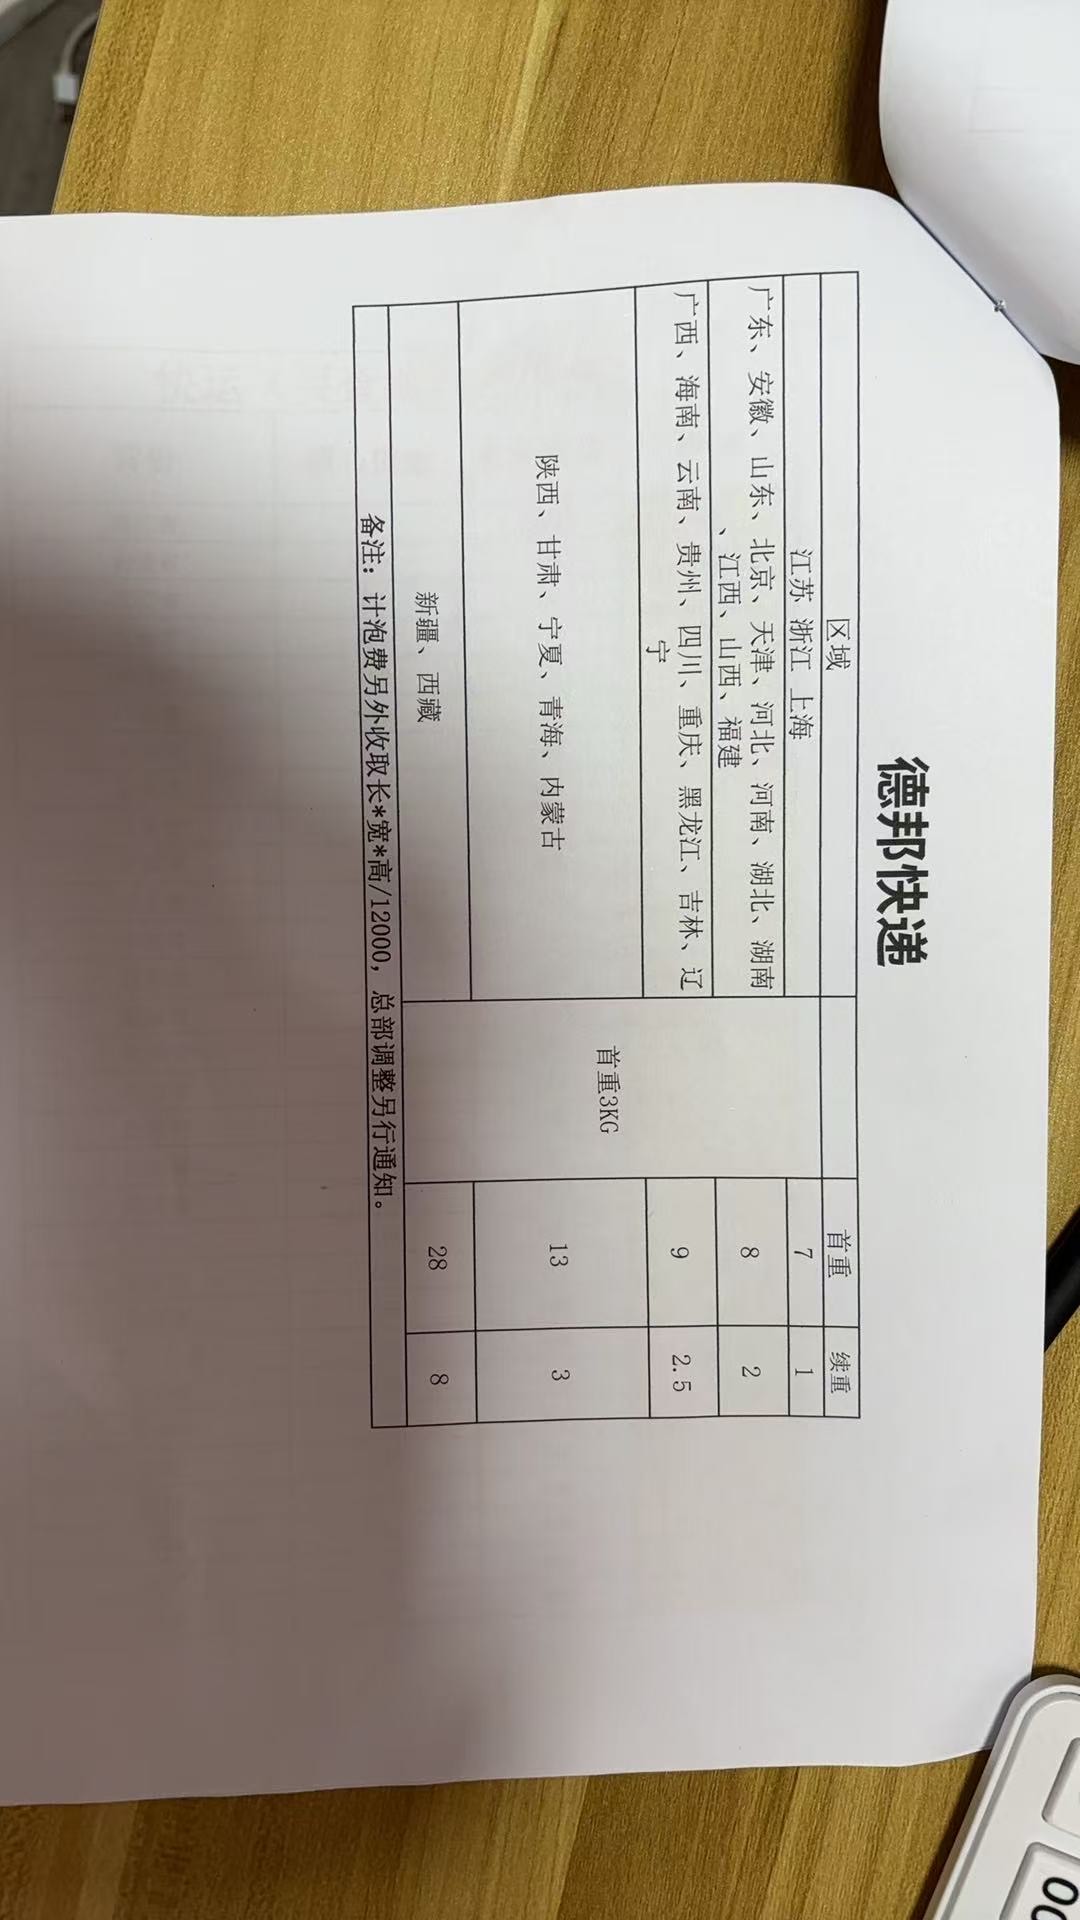 00
德邦快递
区域 首重 续重
江苏 浙江 上海 7 1
广东、安徽、山东、北京、天津、河北、河南、湖北、湖南
、江西、山西、福建 8 2
广西、海南、云南、贵州、四川、重庆、黑龙江、吉林、辽
宁 9 2.5
首重3KG
陕西、甘肃、宁夏、青海、内蒙古 13 3
新疆、西藏 28 8
备注：计泡费另外收取长*宽*高/12000，总部调整另行通知。